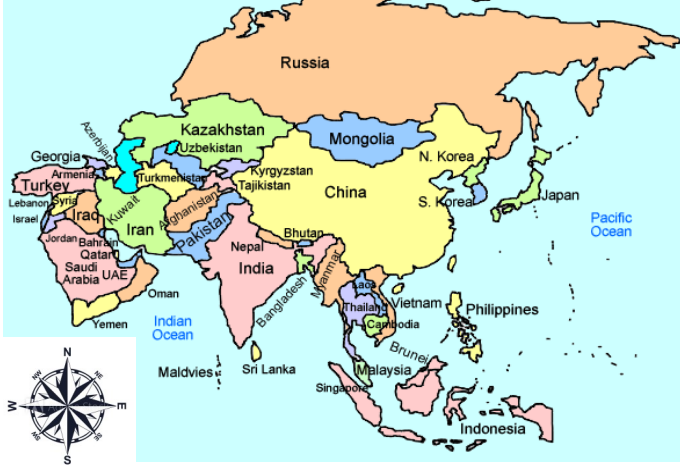 Russia
Azerbijan
Kazakhstan
Uzbekistan
Mongolia
Georgia
N. Korea
Armenia
Turkey
Turkmenistan
Kyrgyzstan
Tajikistan
China
Lebanon
Syria
Israel
Iraq
Kuwait
Iran
Afghanistan
Pakistan
S. Korea
Japan
Pacific
Ocean
Jordan
Bahrain
Qatar
Saudi
Arabia
UAE
Nepal
Bhutan
India
Bangladesh
Myanmar
Laos
Oman
Yemen
Indian
Ocean
Thailand
Vietnam
Cambodia
Philippines
Brunei
Maldvies
Sri Lanka
Malaysia
Singapore
Indonesia
N
NW
NE
W
E
S